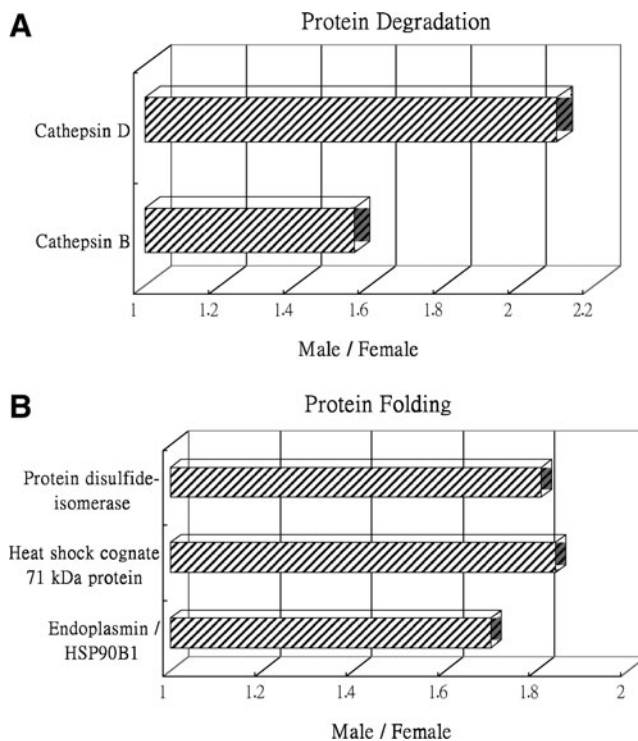 A
Protein Degradation
Cathepsin D
Cathepsin B
1 1.2 1.4 1.6 1.8 2 2.2
Male / Female
B
Protein Folding
Protein disulfide-
isomerase
Heat shock cognate
71 kDa protein
Endoplasmin /
HSP90B1
1 1.2 1.4 1.6 1.8 2
Male / Female